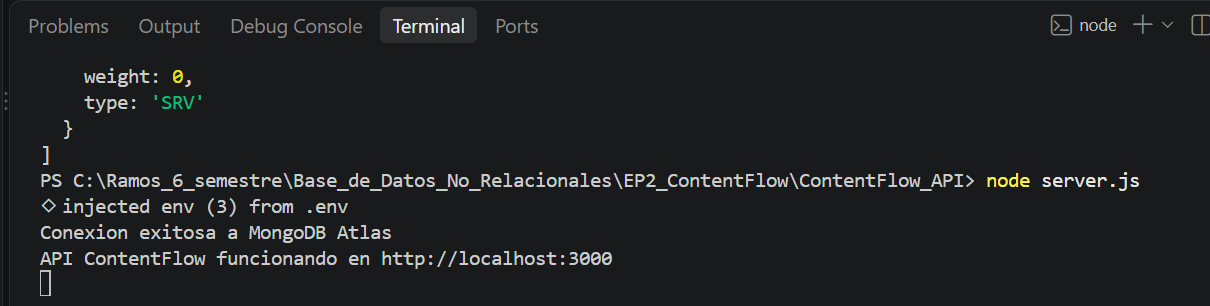 Problems Output Debug Console Terminal Ports node
weight: 0,
type: 'SRV'
}
]
PS C:\Ramos_6_semestre\Base_de_Datos_No_Relacionales\EP2_ContentFlow\ContentFlow_API> node server.js
◇ injected env (3) from .env
Conexion exitosa a MongoDB Atlas
API ContentFlow funcionando en http://localhost:3000